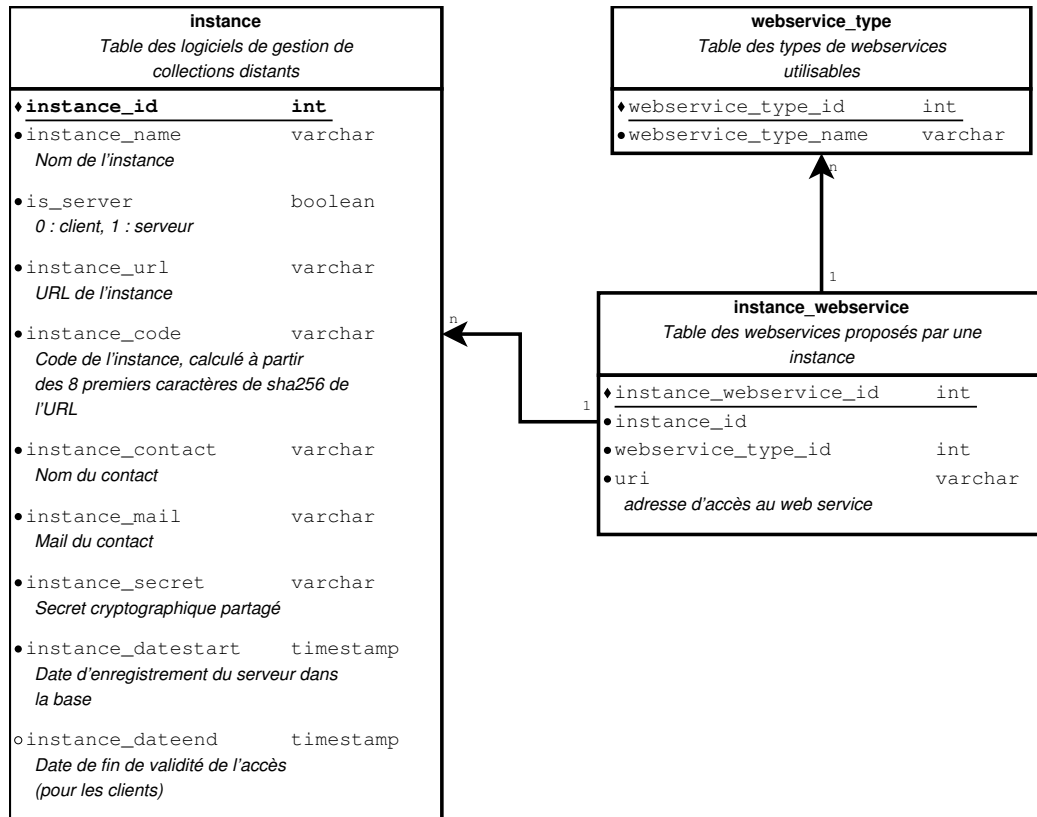 instance
Table des logiciels de gestion de
collections distants
instance_id int
instance_name varchar
Nom de l'instance
is_server boolean
0 : client, 1 : serveur
instance_url varchar
URL de l'instance
instance_code varchar
Code de l'instance, calculé à partir
des 8 premiers caractères de sha256 de
l'URL
instance_contact varchar
Nom du contact
instance_mail varchar
Mail du contact
instance_secret varchar
Secret cryptographique partagé
instance_datestart timestamp
Date d'enregistrement du serveur dans
la base
instance_dateend timestamp
Date de fin de validité de l'accès
(pour les clients)
webservice_type
Table des types de webservices
utilisables
webservice_type_id int
webservice_type_name varchar
n
1
n
1
instance_webservice
Table des webservices proposés par une
instance
instance_webservice_id int
instance_id
webservice_type_id int
uri varchar
adresse d'accès au web service